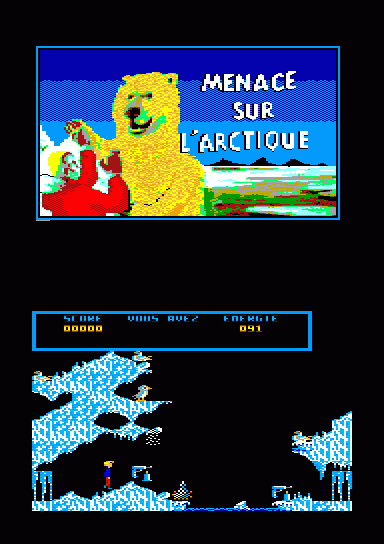 MENACE
SUR
L'ARCTIQUE
SCORE VOUS AVEZ ENERGIE
00000 091